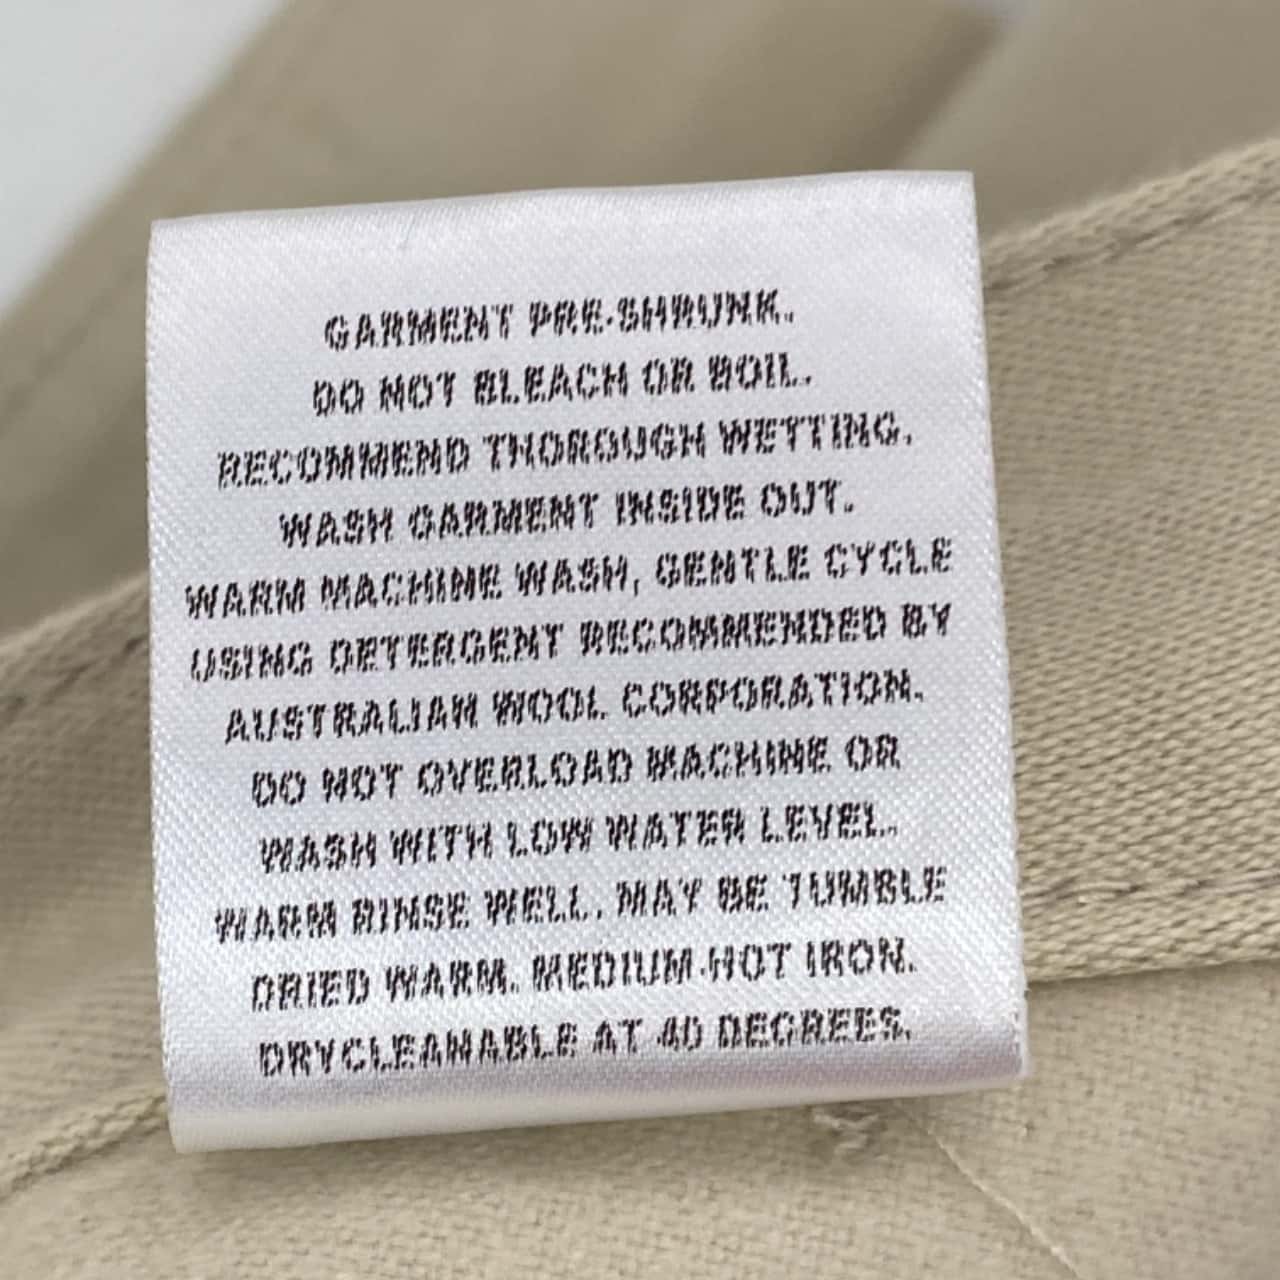 GARMENT PRE-SHRUNK.
DO NOT BLEACH OR BOIL.
RECOMMEND THOROUGH WETTING.
WASH GARMENT INSIDE OUT.
WARM MACHINE WASH, GENTLE CYCLE
USING DETERGENT RECOMMENDED BY
AUSTRALIAN WOOL CORPORATION.
DO NOT OVERLOAD MACHINE OR
WASH WITH LOW WATER LEVEL.
WARM RINSE WELL. MAY BE TUMBLE
DRIED WARM. MEDIUM-HOT IRON.
DRYCLEANABLE AT 40 DEGREES.